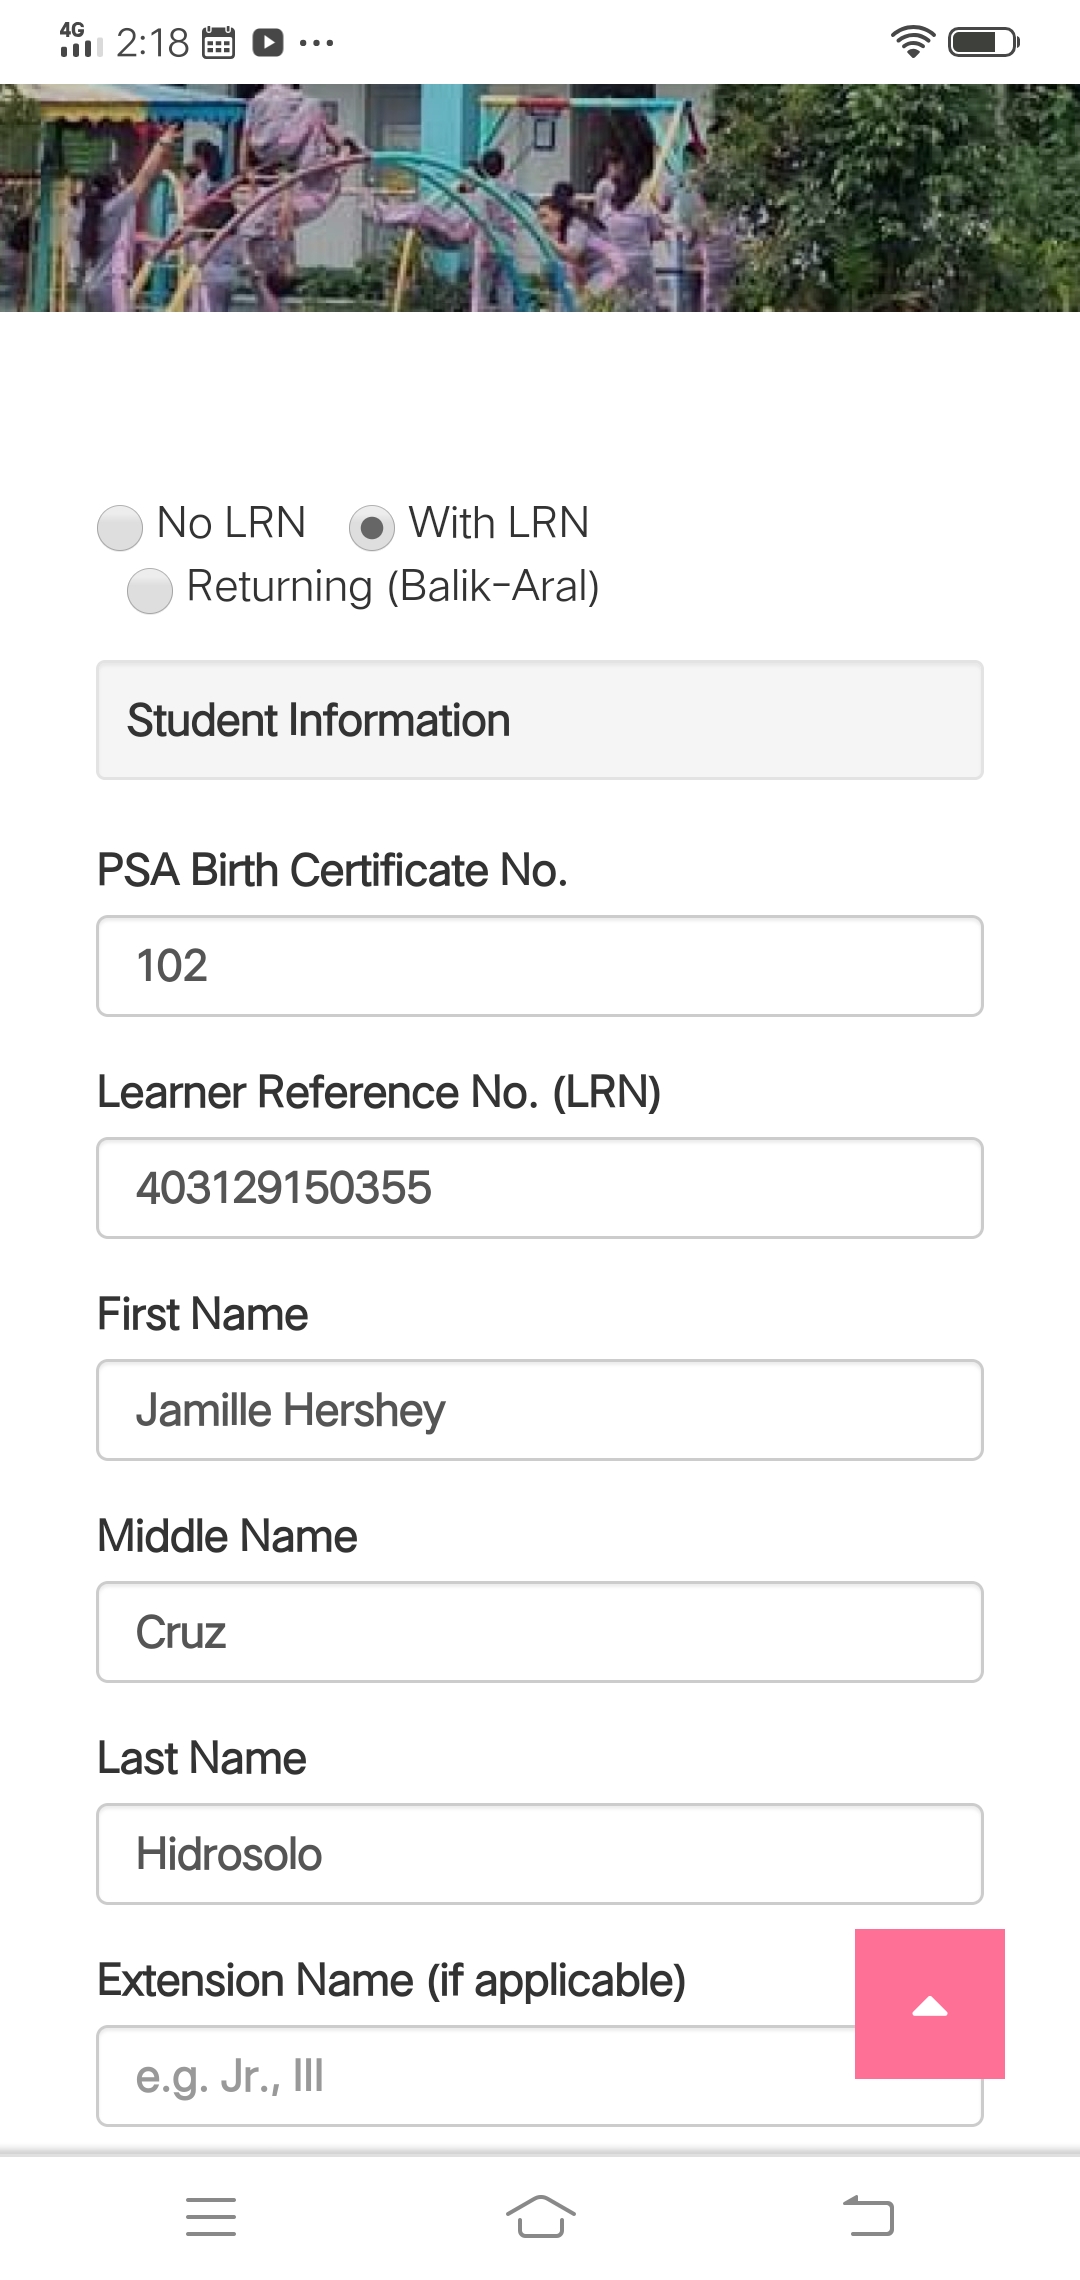 4G 2:18
No LRN With LRN
Returning (Balik-Aral)
Student Information
PSA Birth Certificate No.
102
Learner Reference No. (LRN)
403129150355
First Name
Jamille Hershey
Middle Name
Cruz
Last Name
Hidrosolo
Extension Name (if applicable)
e.g. Jr., III